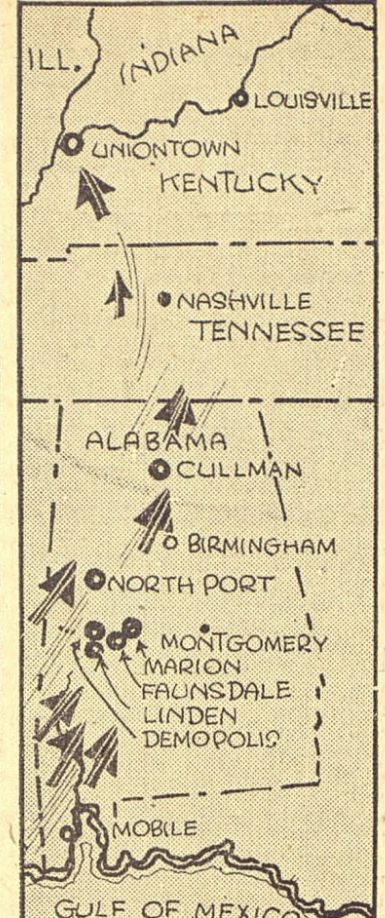 ILL.
INDIANA
LOUISVILLE
UNIONTOWN
KENTUCKY
NASHVILLE
TENNESSEE
ALABAMA
CULLMAN
BIRMINGHAM
NORTH PORT
MONTGOMERY
MARION
FAUNSDALE
LINDEN
DEMOPOLIS
MOBILE
GULF OF MEXICO